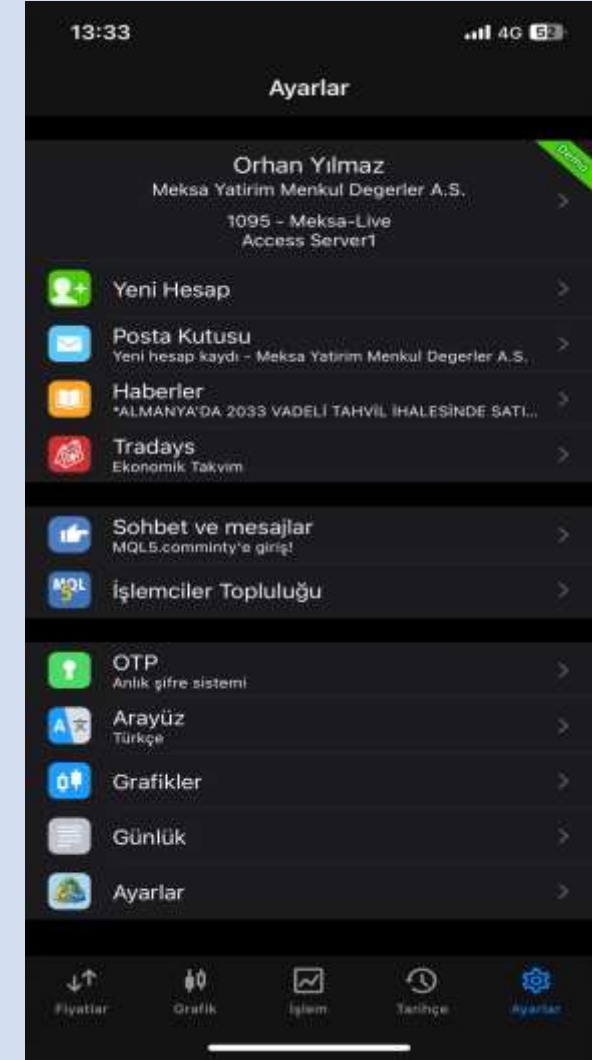 13:33
4G 52
Ayarlar
Demo
Orhan Yılmaz
Meksa Yatirim Menkul Degerler A.S.
1095 - Meksa-Live
Access Server1
Yeni Hesap
Posta Kutusu
Yeni hesap kaydı - Meksa Yatirim Menkul Degerler A.S.
Haberler
*ALMANYA'DA 2033 VADELİ TAHVİL İHALESİNDE SATI...
Tradays
Ekonomik Takvim
Sohbet ve mesajlar
MQL5.comminty'e giriş!
MQL5
İşlemciler Topluluğu
OTP
Anlık şifre sistemi
Arayüz
Türkçe
Grafikler
Günlük
Ayarlar
Fiyatlar
Grafik
İşlem
Tarihçe
Ayarlar